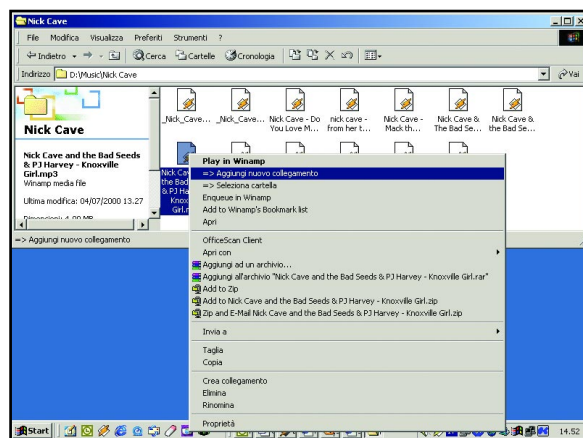 Nick Cave
File Modifica Visualizza Preferiti Strumenti ?
Indietro Cerca Cartelle Cronologia
Indirizzo D:\Music\Nick Cave Vai
Nick Cave
Nick Cave and the Bad Seeds
& PJ Harvey - Knoxville
Girl.mp3
Winamp media file
Ultima modifica: 04/07/2000 13.27
Dimensioni: 4,00 MB
_Nick_Cave... _Nick_Cave... Nick Cave - Do nick cave - Nick Cave - Nick Cave & Nick Cave &
You Love M... from her t... Mack th... The Bad Se... the Bad Se...
Play in Winamp
=> Aggiungi nuovo collegamento
=> Seleziona cartella
Enqueue in Winamp
Add to Winamp's Bookmark list
Apri
OfficeScan Client
Apri con
Aggiungi ad un archivio...
Aggiungi all'archivio "Nick Cave and the Bad Seeds & PJ Harvey - Knoxville Girl.rar"
Add to Zip
Add to Nick Cave and the Bad Seeds & PJ Harvey - Knoxville Girl.zip
Zip and E-Mail Nick Cave and the Bad Seeds & PJ Harvey - Knoxville Girl.zip
Invia a
Taglia
Copia
Crea collegamento
Elimina
Rinomina
Proprietà
=> Aggiungi nuovo collegamento
Start 14.52